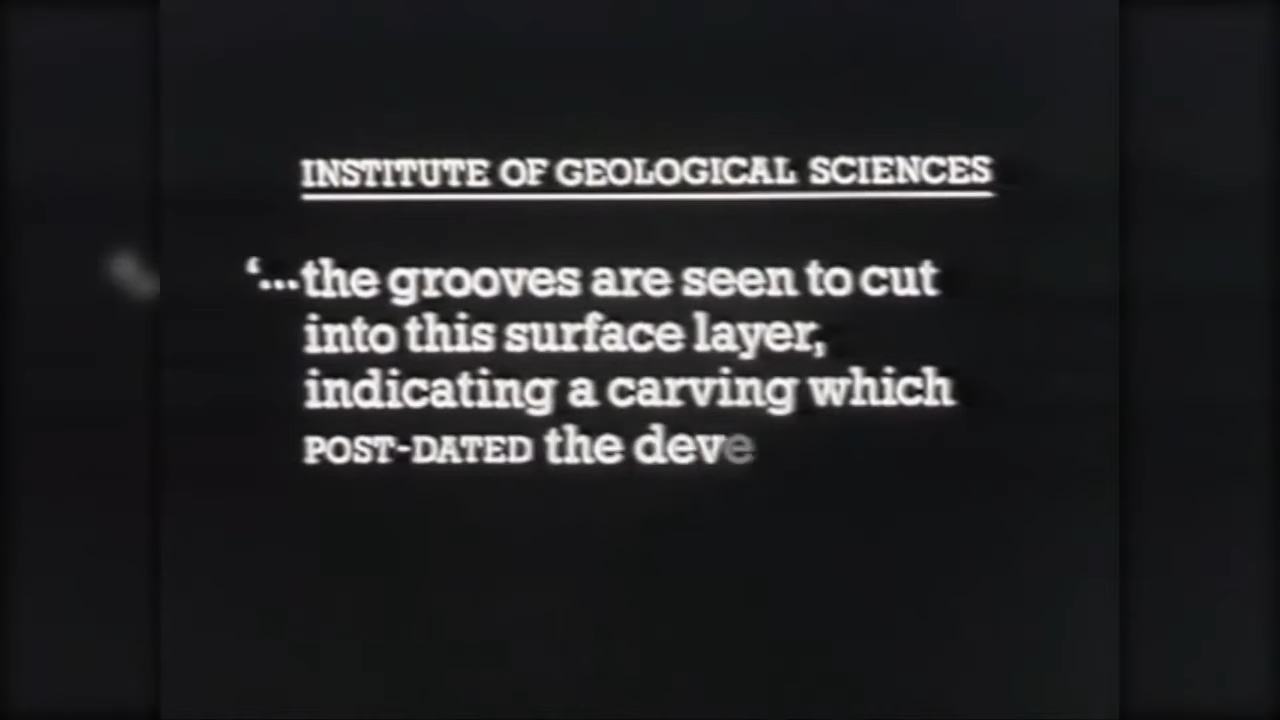 INSTITUTE OF GEOLOGICAL SCIENCES
‘...the grooves are seen to cut
into this surface layer,
indicating a carving which
POST-DATED the deve